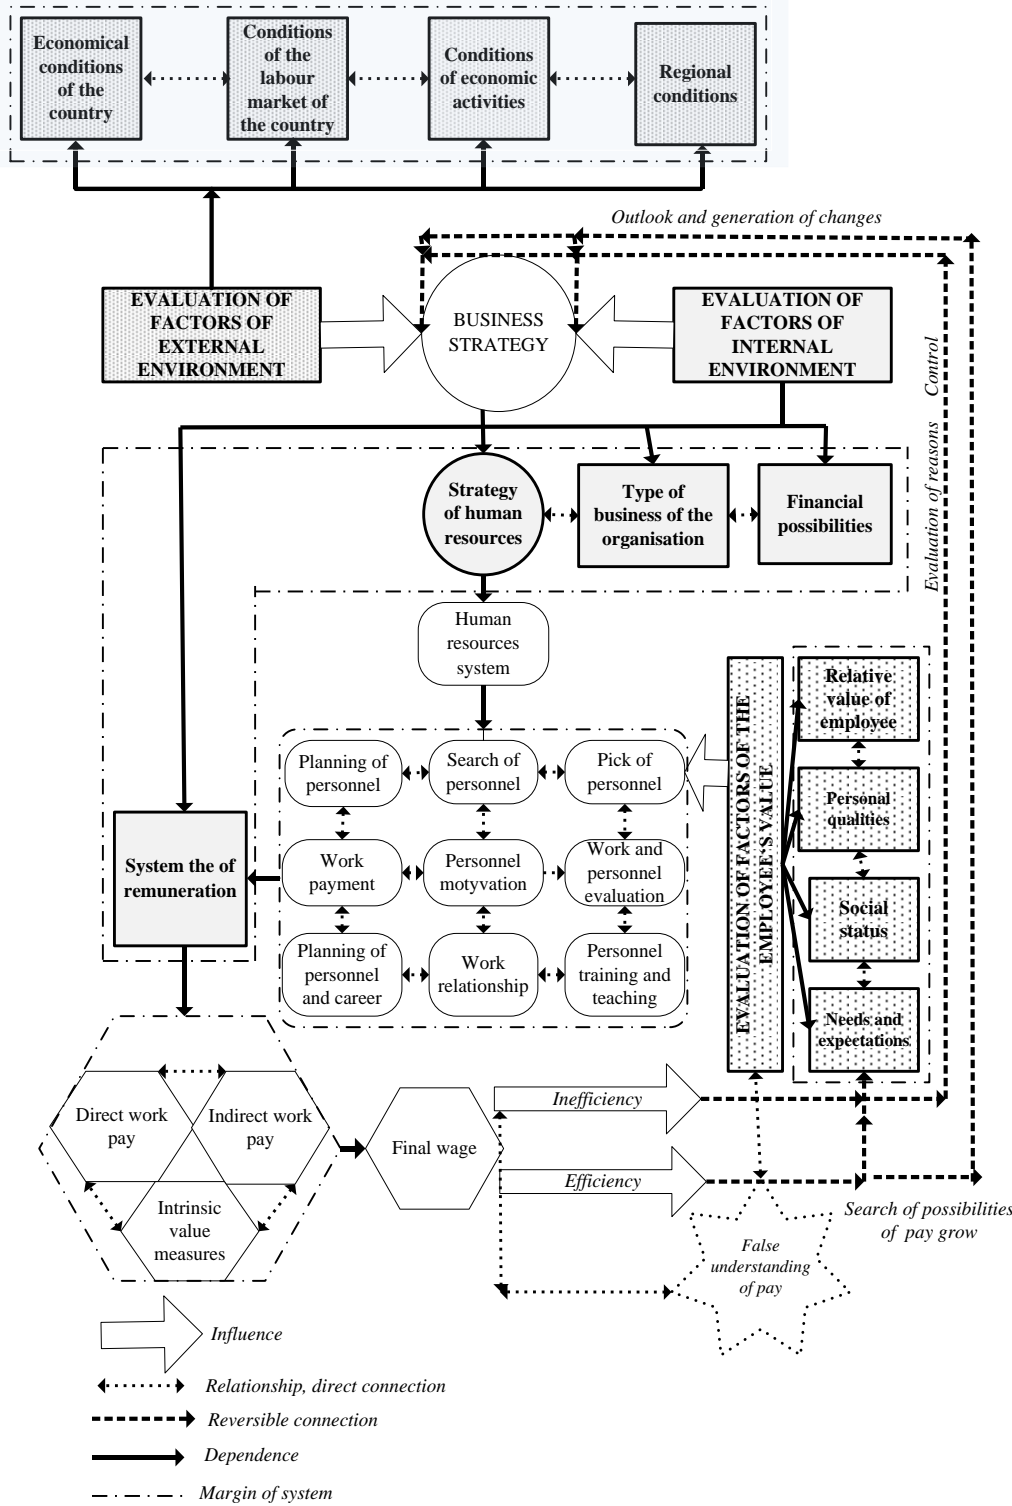 Economical
conditions
of the
country
Conditions
of the
labour
market of
the country
Conditions
of economic
activities
Regional
conditions
Outlook and generation of changes
EVALUATION OF
FACTORS OF
EXTERNAL
ENVIRONMENT
BUSINESS
STRATEGY
EVALUATION OF
FACTORS OF
INTERNAL
ENVIRONMENT
Evaluation of reasons Control
Strategy
of human
resources
Type of
business of the
organisation
Financial
possibilities
Human
resources
system
EVALUATION OF FACTORS OF THE
EMPLOYEE'S VALUE
Relative
value of
employee
Personal
qualities
Social
status
Needs and
expectations
Planning of
personnel
Search of
personnel
Pick of
personnel
System the of
remuneration
Work
payment
Personnel
motyvation
Work and
personnel
evaluation
Planning of
personnel
and career
Work
relationship
Personnel
training and
teaching
Direct work
pay
Indirect work
pay
Intrinsic
value
measures
Final wage
Inefficiency
Efficiency
Search of possibilities
of pay grow
False
understanding
of pay
Influence
Relationship, direct connection
Reversible connection
Dependence
Margin of system